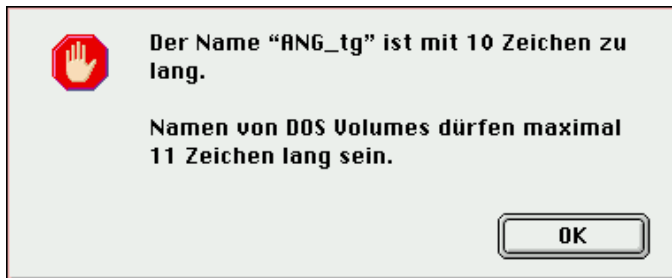 Der Name “ANG_tg” ist mit 10 Zeichen zu
lang.
Namen von DOS Volumes dürfen maximal
11 Zeichen lang sein.
OK